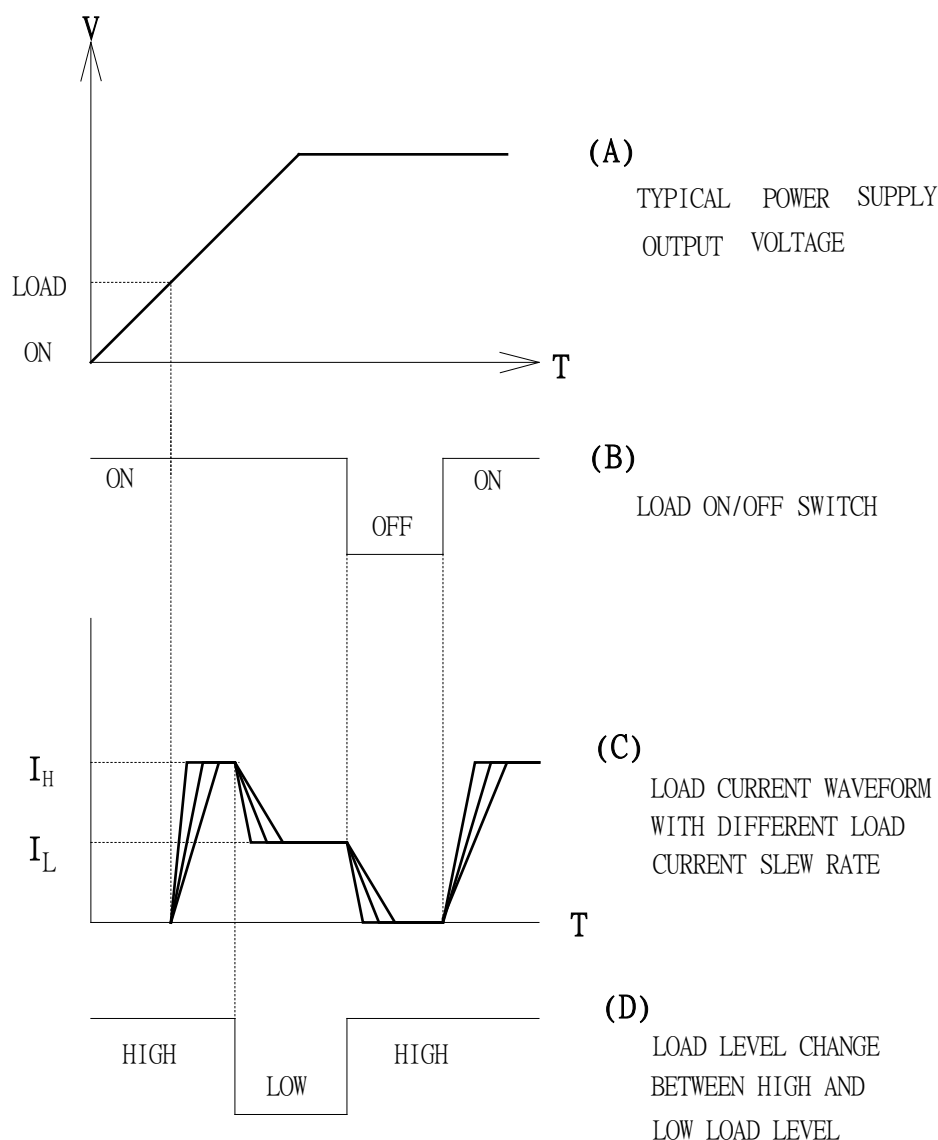 V
(A)
TYPICAL POWER SUPPLY
OUTPUT VOLTAGE
LOAD
ON
T
(B)
ON
ON
LOAD ON/OFF SWITCH
OFF
(C)
I_H
LOAD CURRENT WAVEFORM
WITH DIFFERENT LOAD
I_L
CURRENT SLEW RATE
T
(D)
HIGH
HIGH
LOAD LEVEL CHANGE
LOW
BETWEEN HIGH AND
LOW LOAD LEVEL